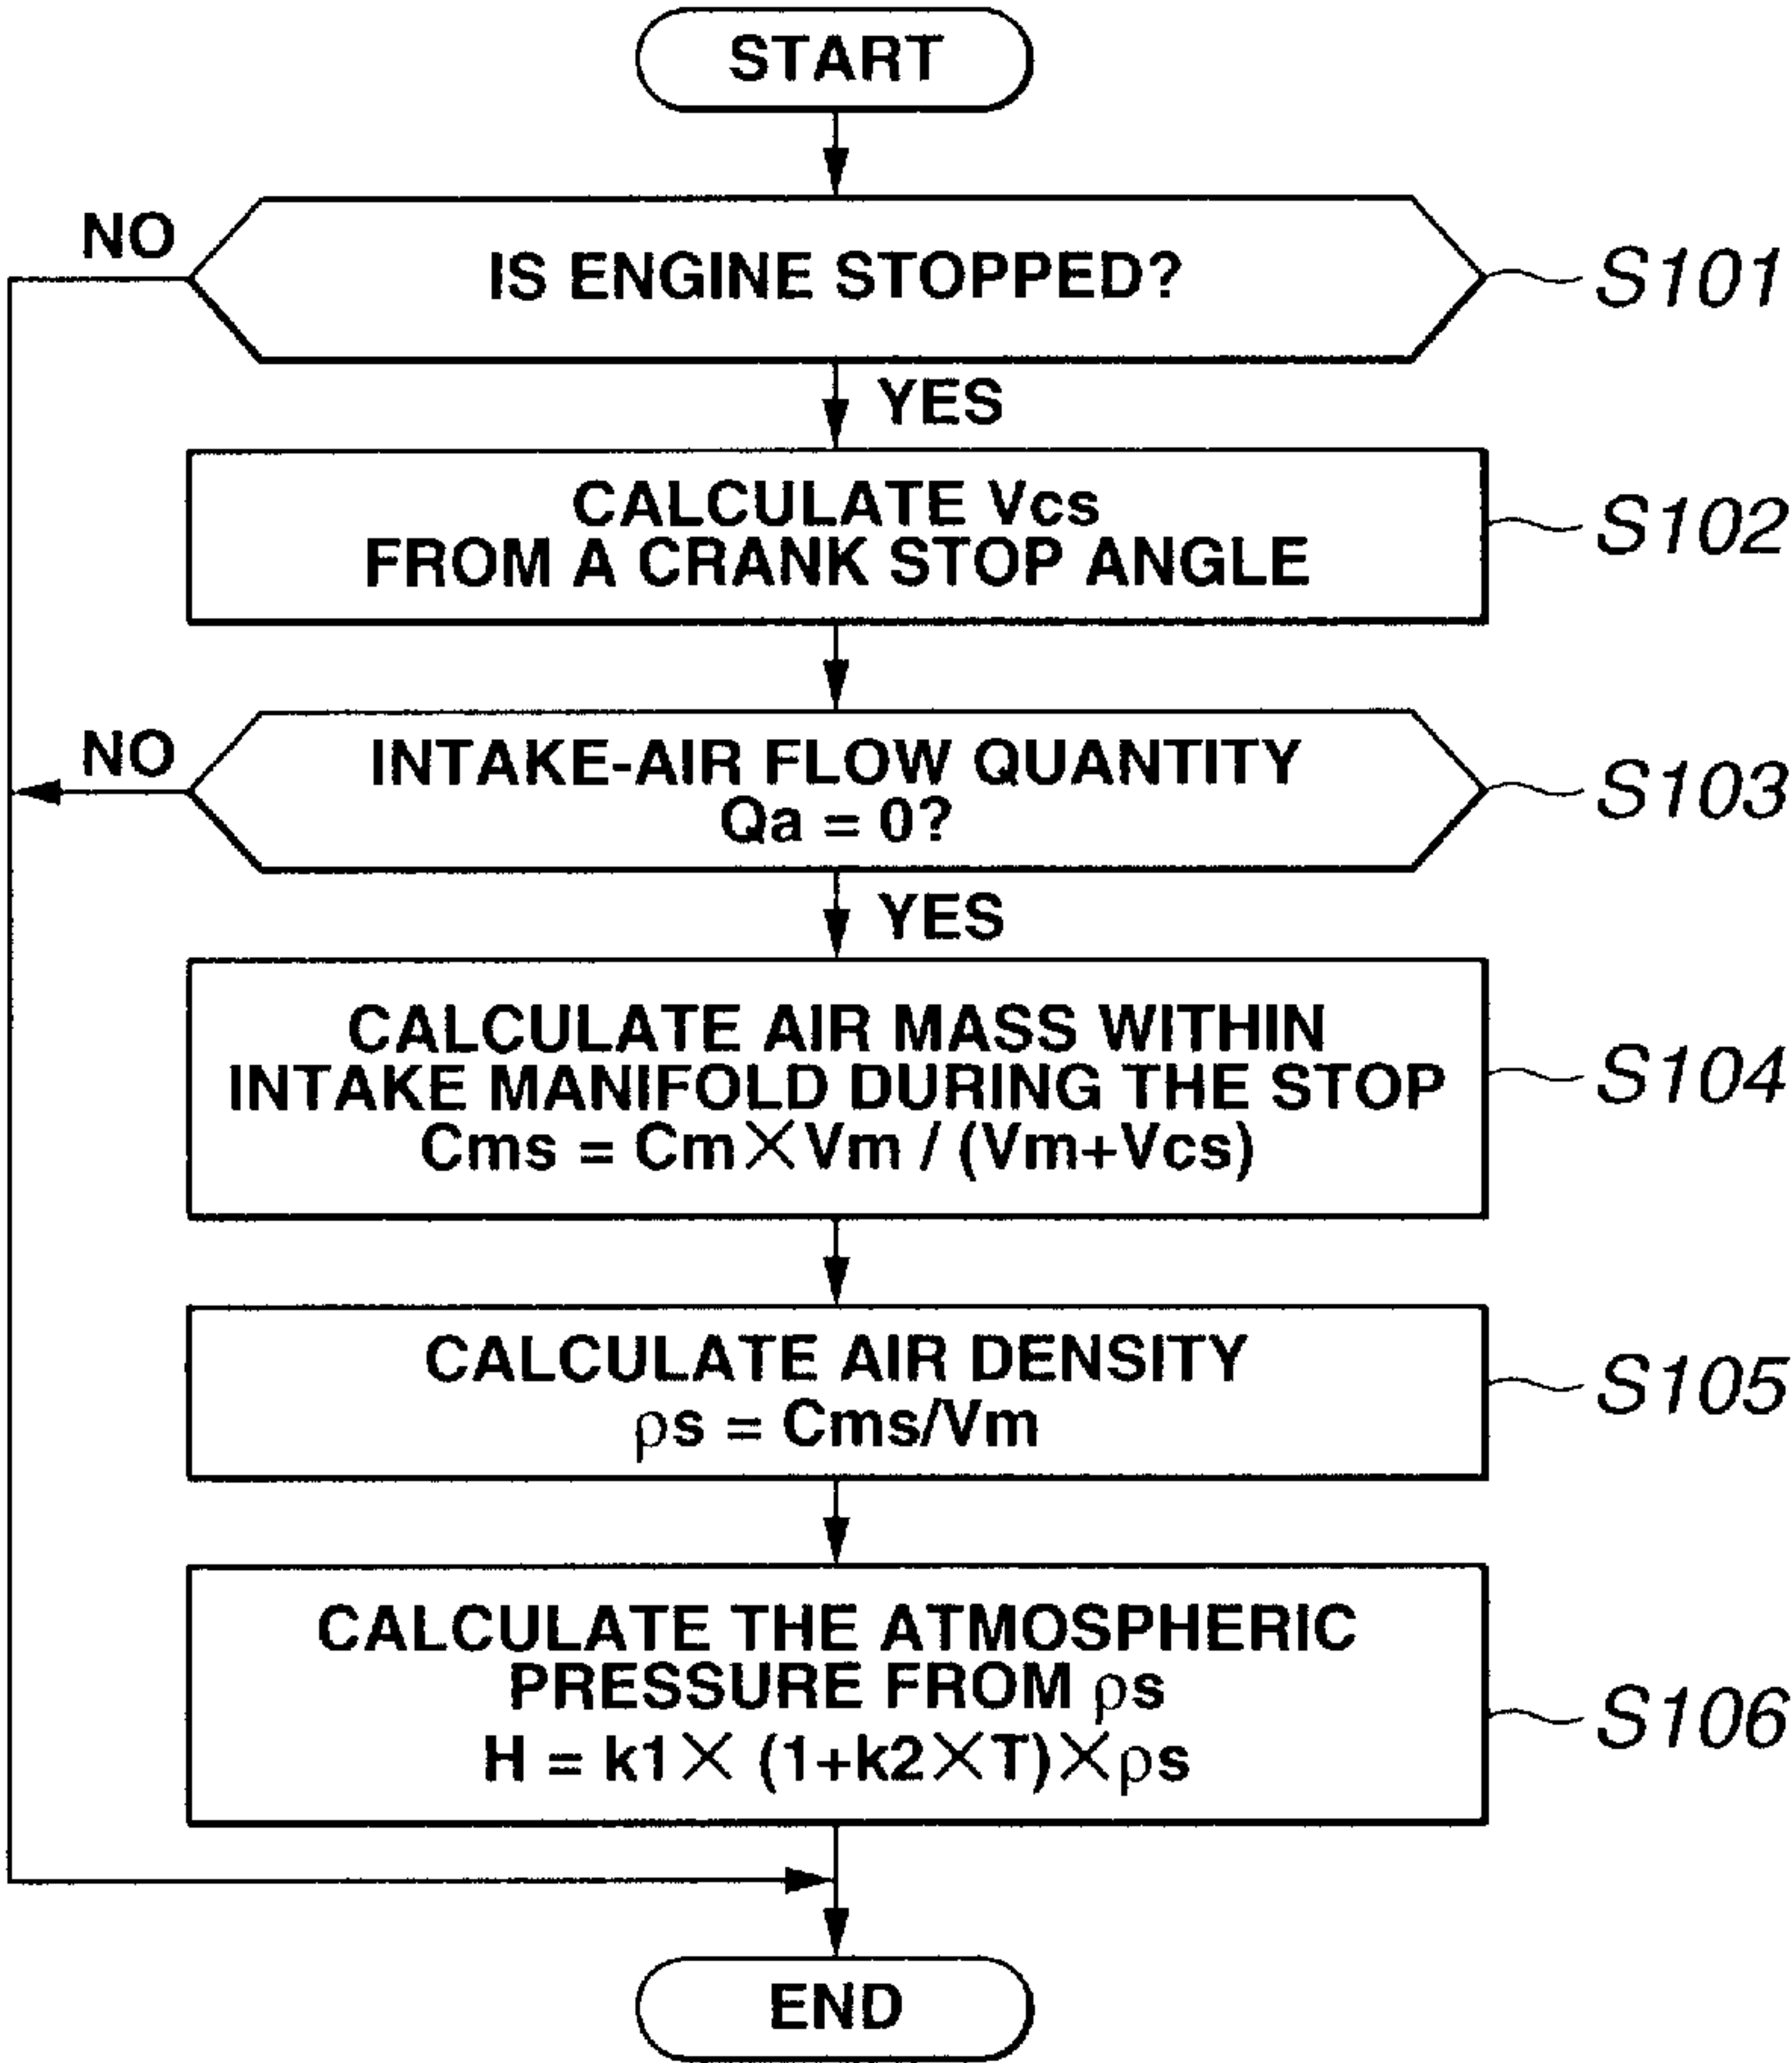 START
NO
IS ENGINE STOPPED?
S101
YES
CALCULATE Vcs
FROM A CRANK STOP ANGLE
S102
NO
INTAKE-AIR FLOW QUANTITY
Qa = 0?
S103
YES
CALCULATE AIR MASS WITHIN
INTAKE MANIFOLD DURING THE STOP
Cms = Cm×Vm / (Vm+Vcs)
S104
CALCULATE AIR DENSITY
ρs = Cms/Vm
S105
CALCULATE THE ATMOSPHERIC
PRESSURE FROM ρs
H = k1× (1+k2×T)×ρs
S106
END